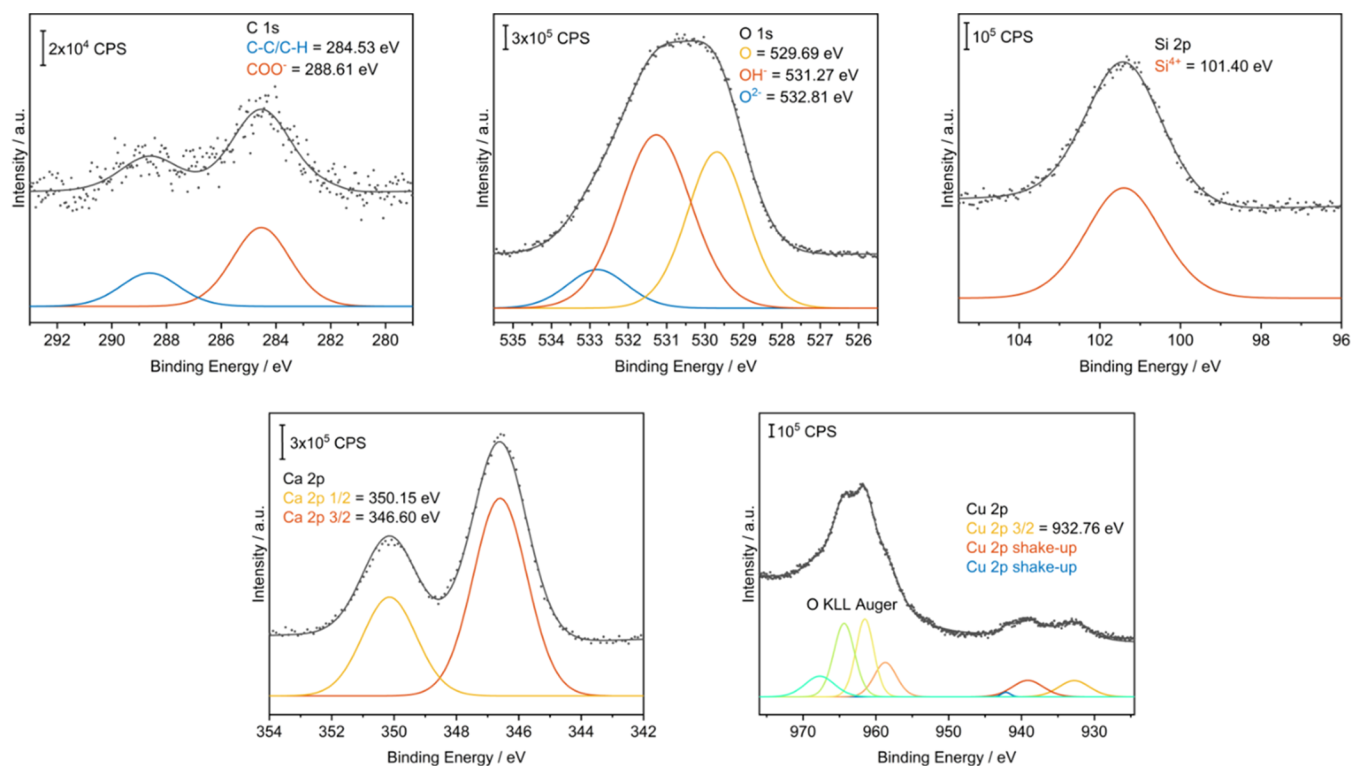 2x10⁴ CPS
C 1s
C-C/C-H = 284.53 eV
COO⁻ = 288.61 eV
Intensity / a.u.
292 290 288 286 284 282 280
Binding Energy / eV
3x10⁵ CPS
O 1s
O = 529.69 eV
OH⁻ = 531.27 eV
O²⁻ = 532.81 eV
Intensity / a.u.
535 534 533 532 531 530 529 528 527 526
Binding Energy / eV
10⁵ CPS
Si 2p
Si⁴⁺ = 101.40 eV
Intensity / a.u.
104 102 100 98 96
Binding Energy / eV
3x10⁵ CPS
Ca 2p
Ca 2p 1/2 = 350.15 eV
Ca 2p 3/2 = 346.60 eV
Intensity / a.u.
354 352 350 348 346 344 342
Binding Energy / eV
10⁵ CPS
Cu 2p
Cu 2p 3/2 = 932.76 eV
Cu 2p shake-up
Cu 2p shake-up
O KLL Auger
Intensity / a.u.
970 960 950 940 930
Binding Energy / eV